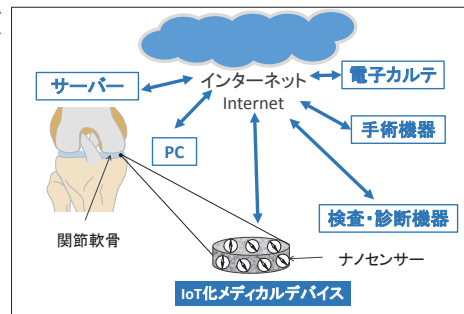 サーバー
インターネット
Internet
電子カルテ
手術機器
PC
検査・診断機器
関節軟骨
ナノセンサー
IoT化メディカルデバイス